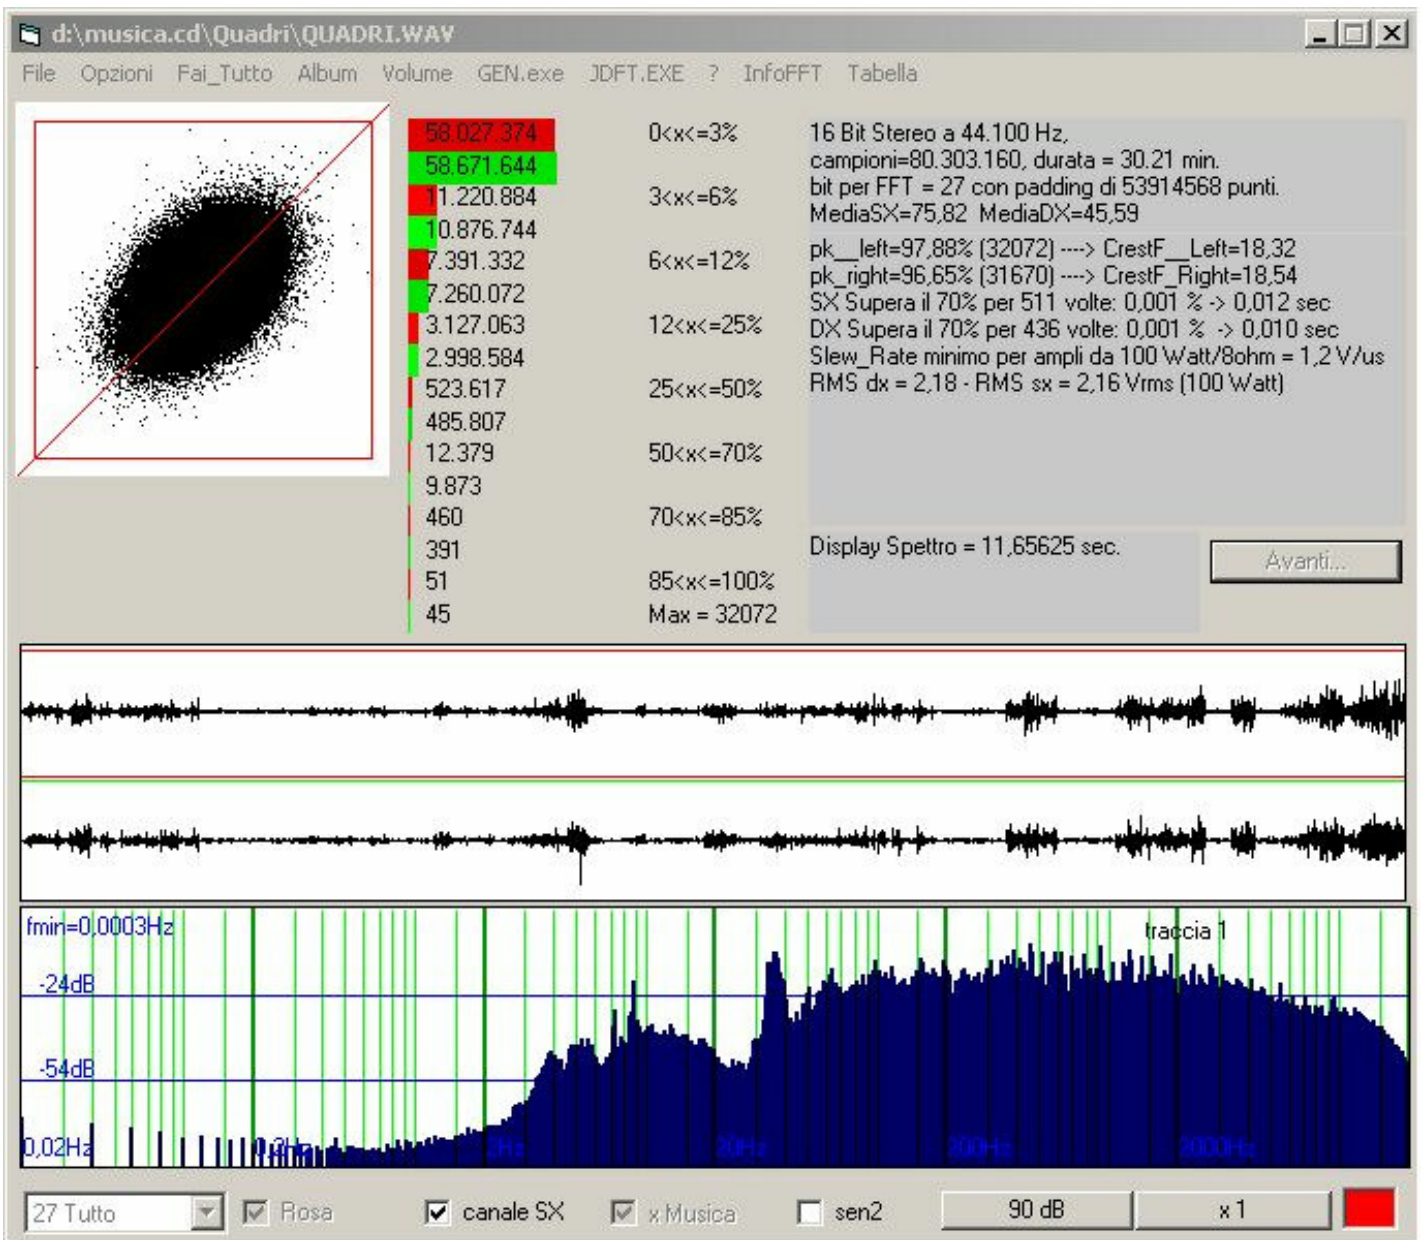 d:\musica.cd\Quadri\QUADRI.WAV
File Opzioni Fai_Tutto Album Volume GEN.exe JDFT.EXE ? InfoFFT Tabella
58.027.374 0<x<=3%
58.671.644
11.220.884 3<x<=6%
10.876.744
7.391.332 6<x<=12%
7.260.072
3.127.063 12<x<=25%
2.998.584
523.617 25<x<=50%
485.807
12.379 50<x<=70%
9.873
460 70<x<=85%
391
51 85<x<=100%
45 Max = 32072
16 Bit Stereo a 44.100 Hz,
campioni=80.303.160, durata = 30.21 min.
bit per FFT = 27 con padding di 53914568 punti.
MediaSX=75,82 MediaDX=45,59
pk__left=97,88% (32072) ----> CrestF__Left=18,32
pk_right=96,65% (31670) ----> CrestF_Right=18,54
SX Supera il 70% per 511 volte: 0,001 % -> 0,012 sec
DX Supera il 70% per 436 volte: 0,001 % -> 0,010 sec
Slew_Rate minimo per ampli da 100 Watt/8ohm = 1,2 V/us
RMS dx = 2,18 - RMS sx = 2,16 Vrms (100 Watt)
Display Spettro = 11,65625 sec.
Avanti...
fmin=0,0003Hz
traccia 1
-24dB
-54dB
0,02Hz 0,2Hz 2Hz 20Hz 200Hz 2000Hz
27 Tutto Rosa canale SX x Musica sen2 90 dB x 1